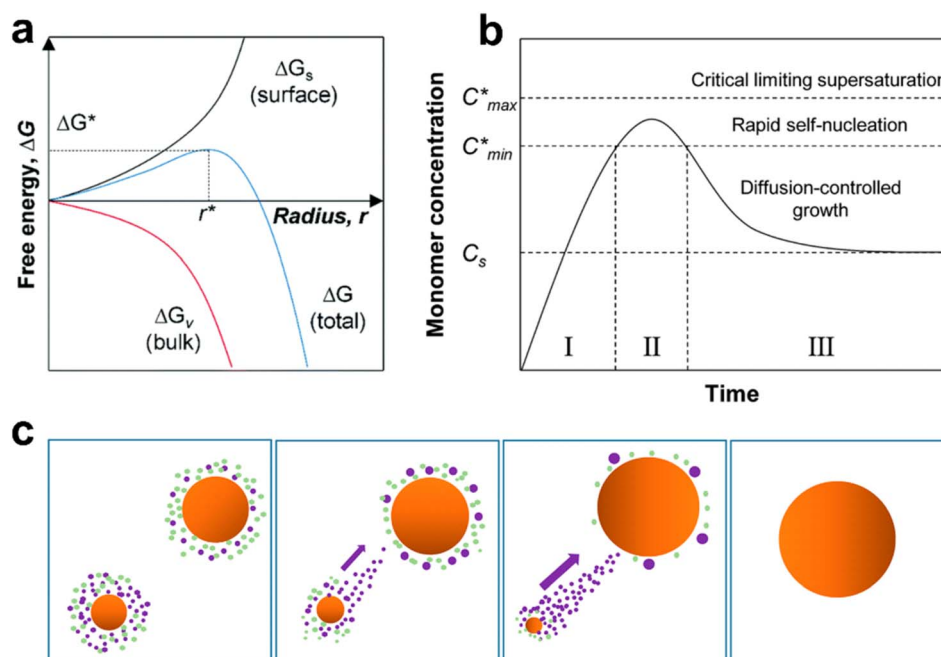 a
Free energy, ΔG
ΔG*
ΔGₛ
(surface)
r*
Radius, r
ΔGᵥ
(bulk)
ΔG
(total)
b
Monomer concentration
C*max
C*min
Cₛ
Critical limiting supersaturation
Rapid self-nucleation
Diffusion-controlled
growth
I
II
III
Time
c